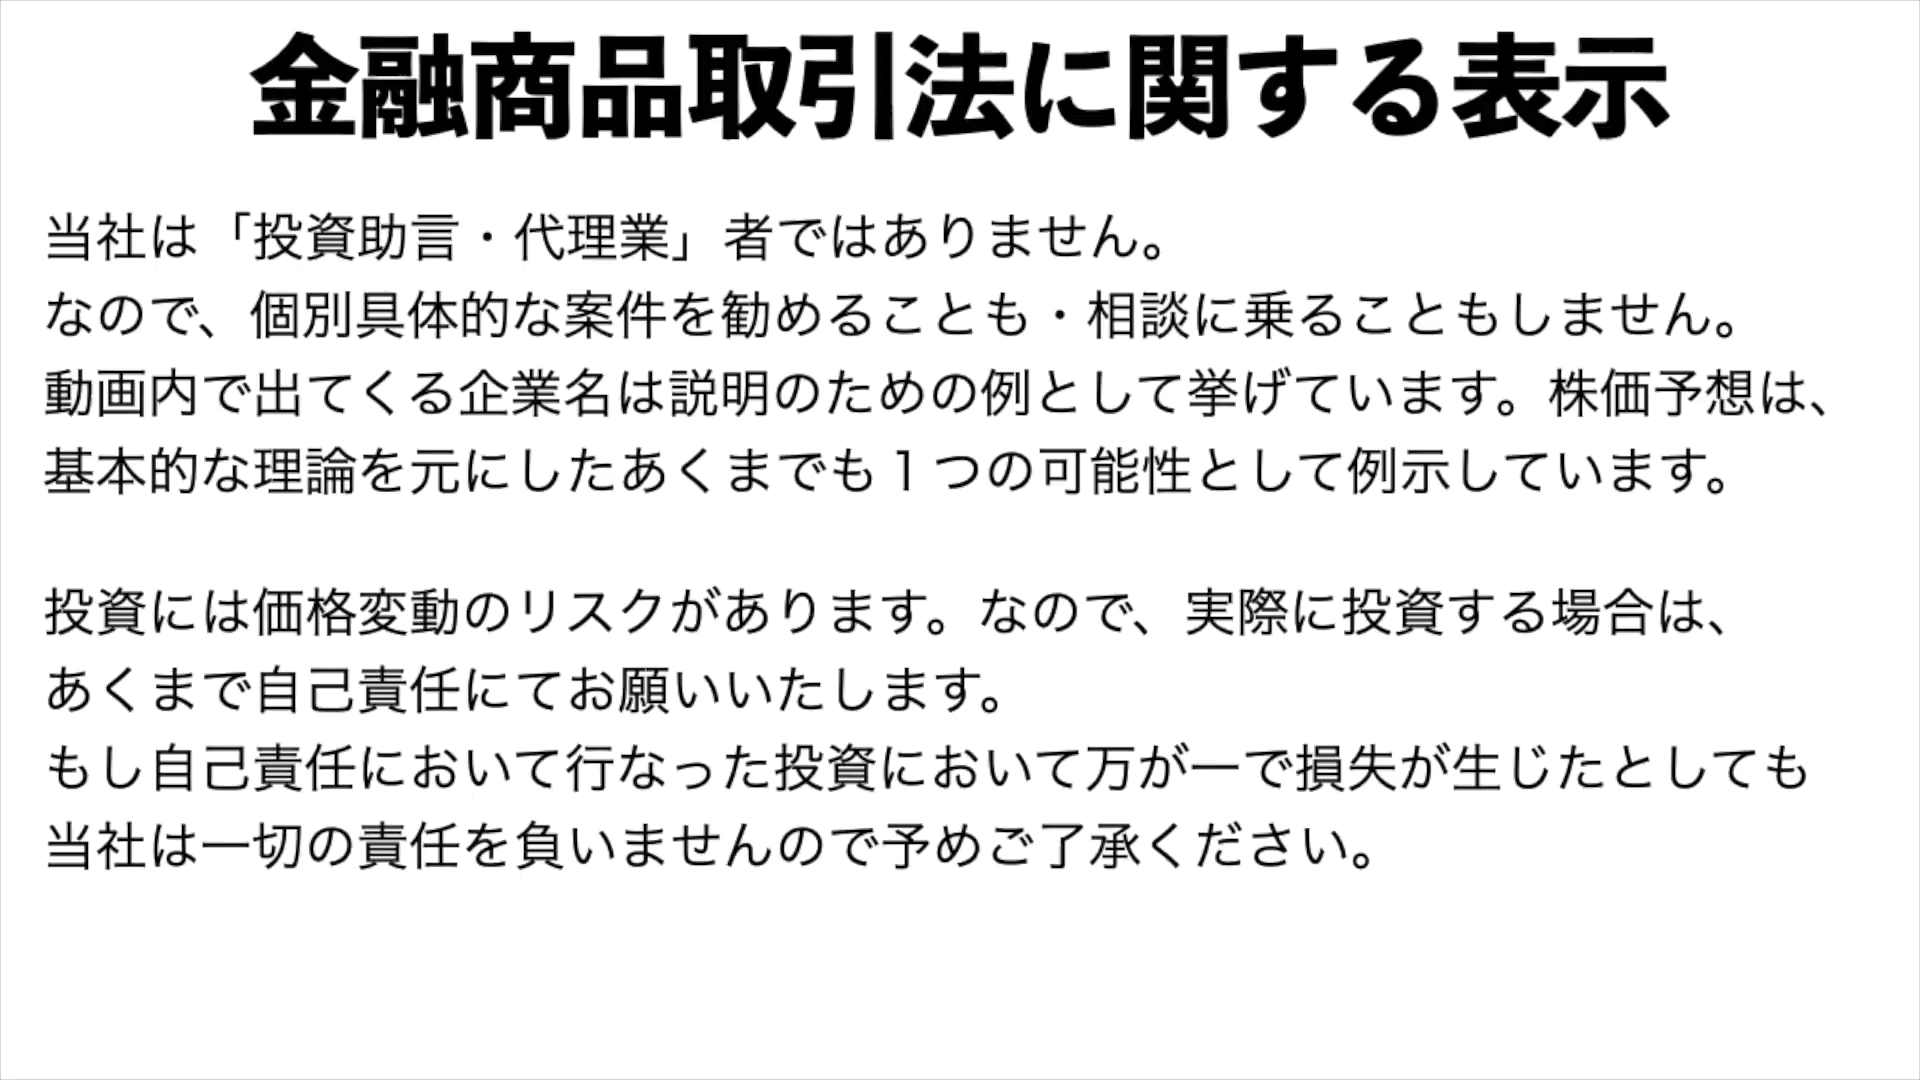 金融商品取引法に関する表示
当社は「投資助言・代理業」者ではありません。
なので、個別具体的な案件を勧めることも・相談に乗ることもしません。
動画内で出てくる企業名は説明のための例として挙げています。株価予想は、
基本的な理論を元にしたあくまでも１つの可能性として例示しています。
投資には価格変動のリスクがあります。なので、実際に投資する場合は、
あくまで自己責任にてお願いいたします。
もし自己責任において行なった投資において万が一で損失が生じたとしても
当社は一切の責任を負いませんので予めご了承ください。